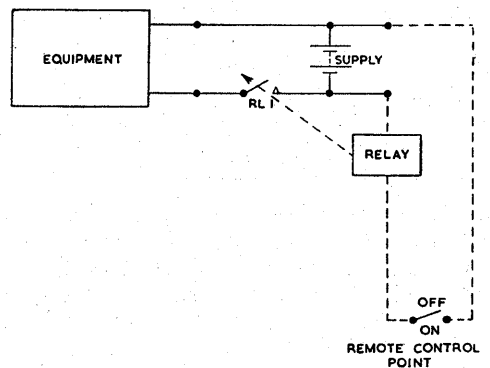 EQUIPMENT
SUPPLY
RL 1
RELAY
OFF
ON
REMOTE CONTROL
POINT